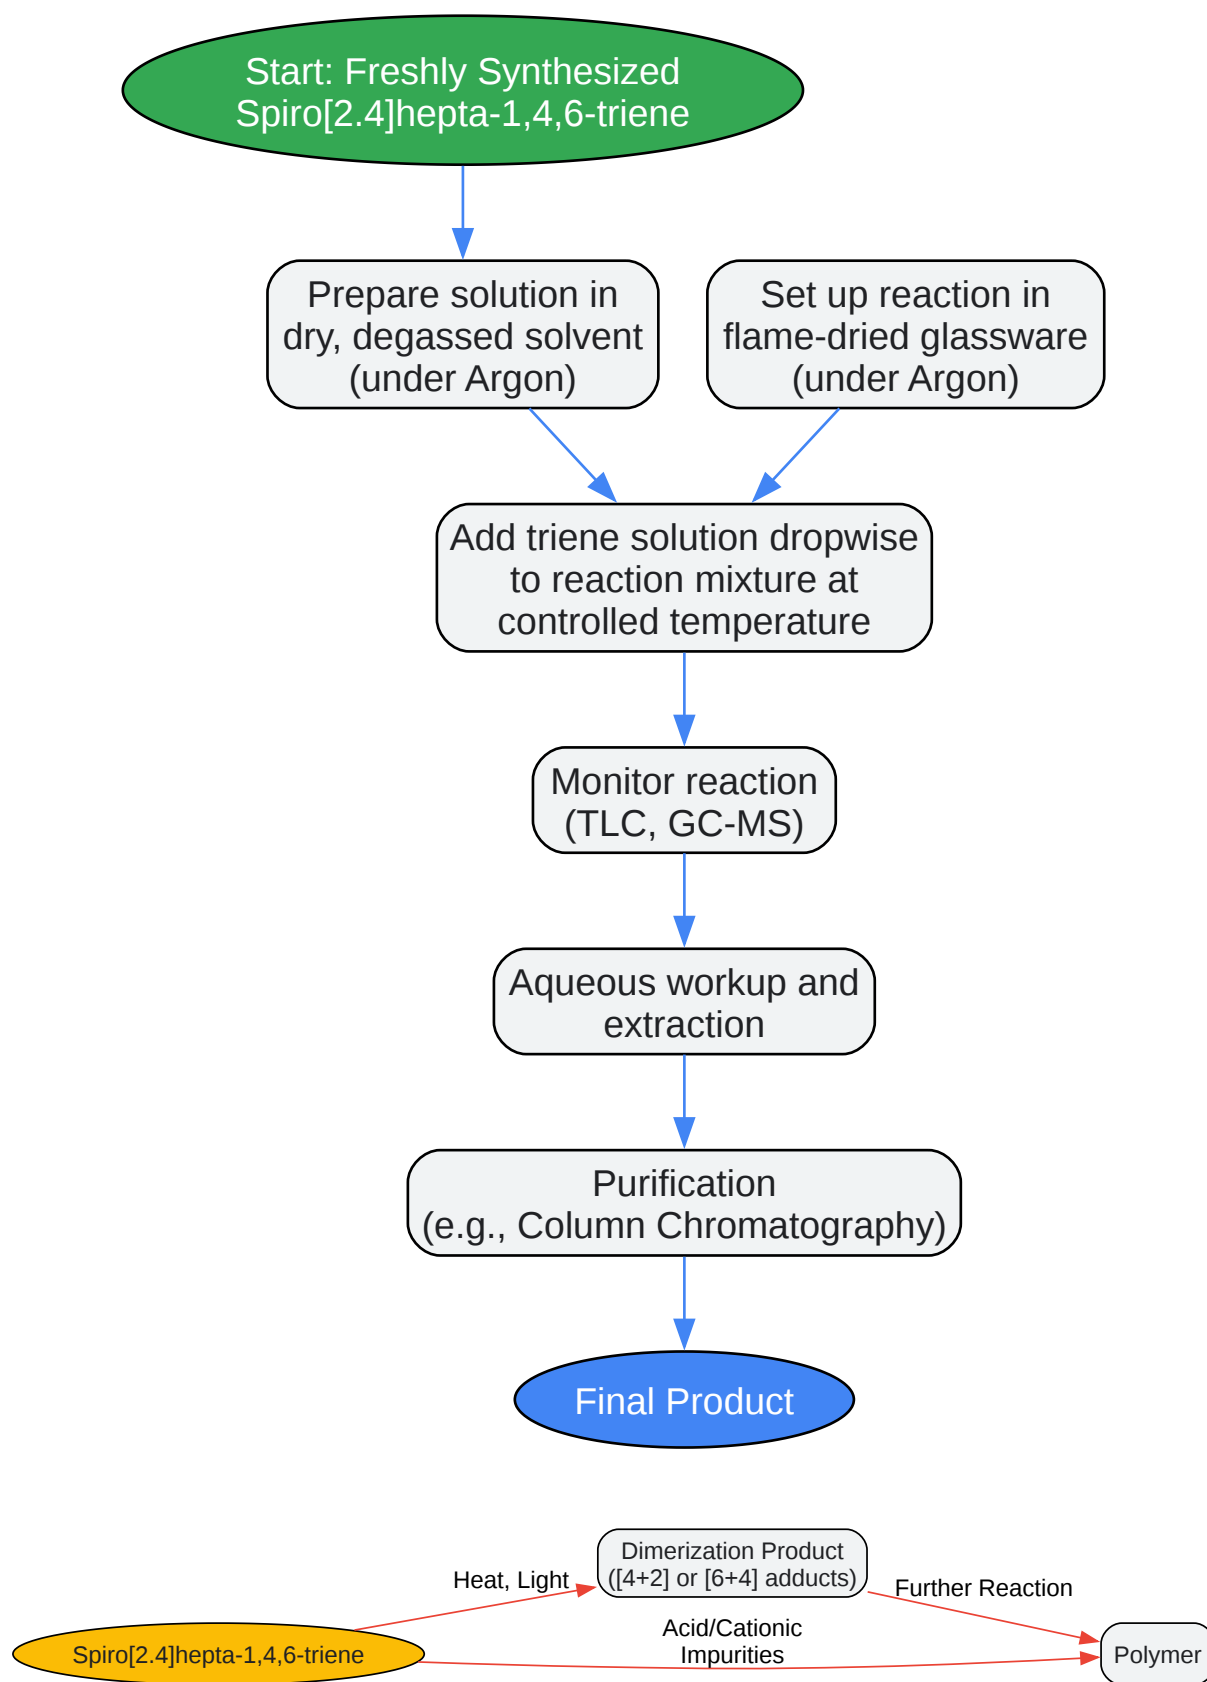 Start: Freshly Synthesized
Spiro[2.4]hepta-1,4,6-triene
Prepare solution in
dry, degassed solvent
(under Argon)
Set up reaction in
flame-dried glassware
(under Argon)
Add triene solution dropwise
to reaction mixture at
controlled temperature
Monitor reaction
(TLC, GC-MS)
Aqueous workup and
extraction
Purification
(e.g., Column Chromatography)
Final Product
Dimerization Product
([4+2] or [6+4] adducts)
Heat, Light
Further Reaction
Acid/Cationic
Impurities
Spiro[2.4]hepta-1,4,6-triene
Polymer